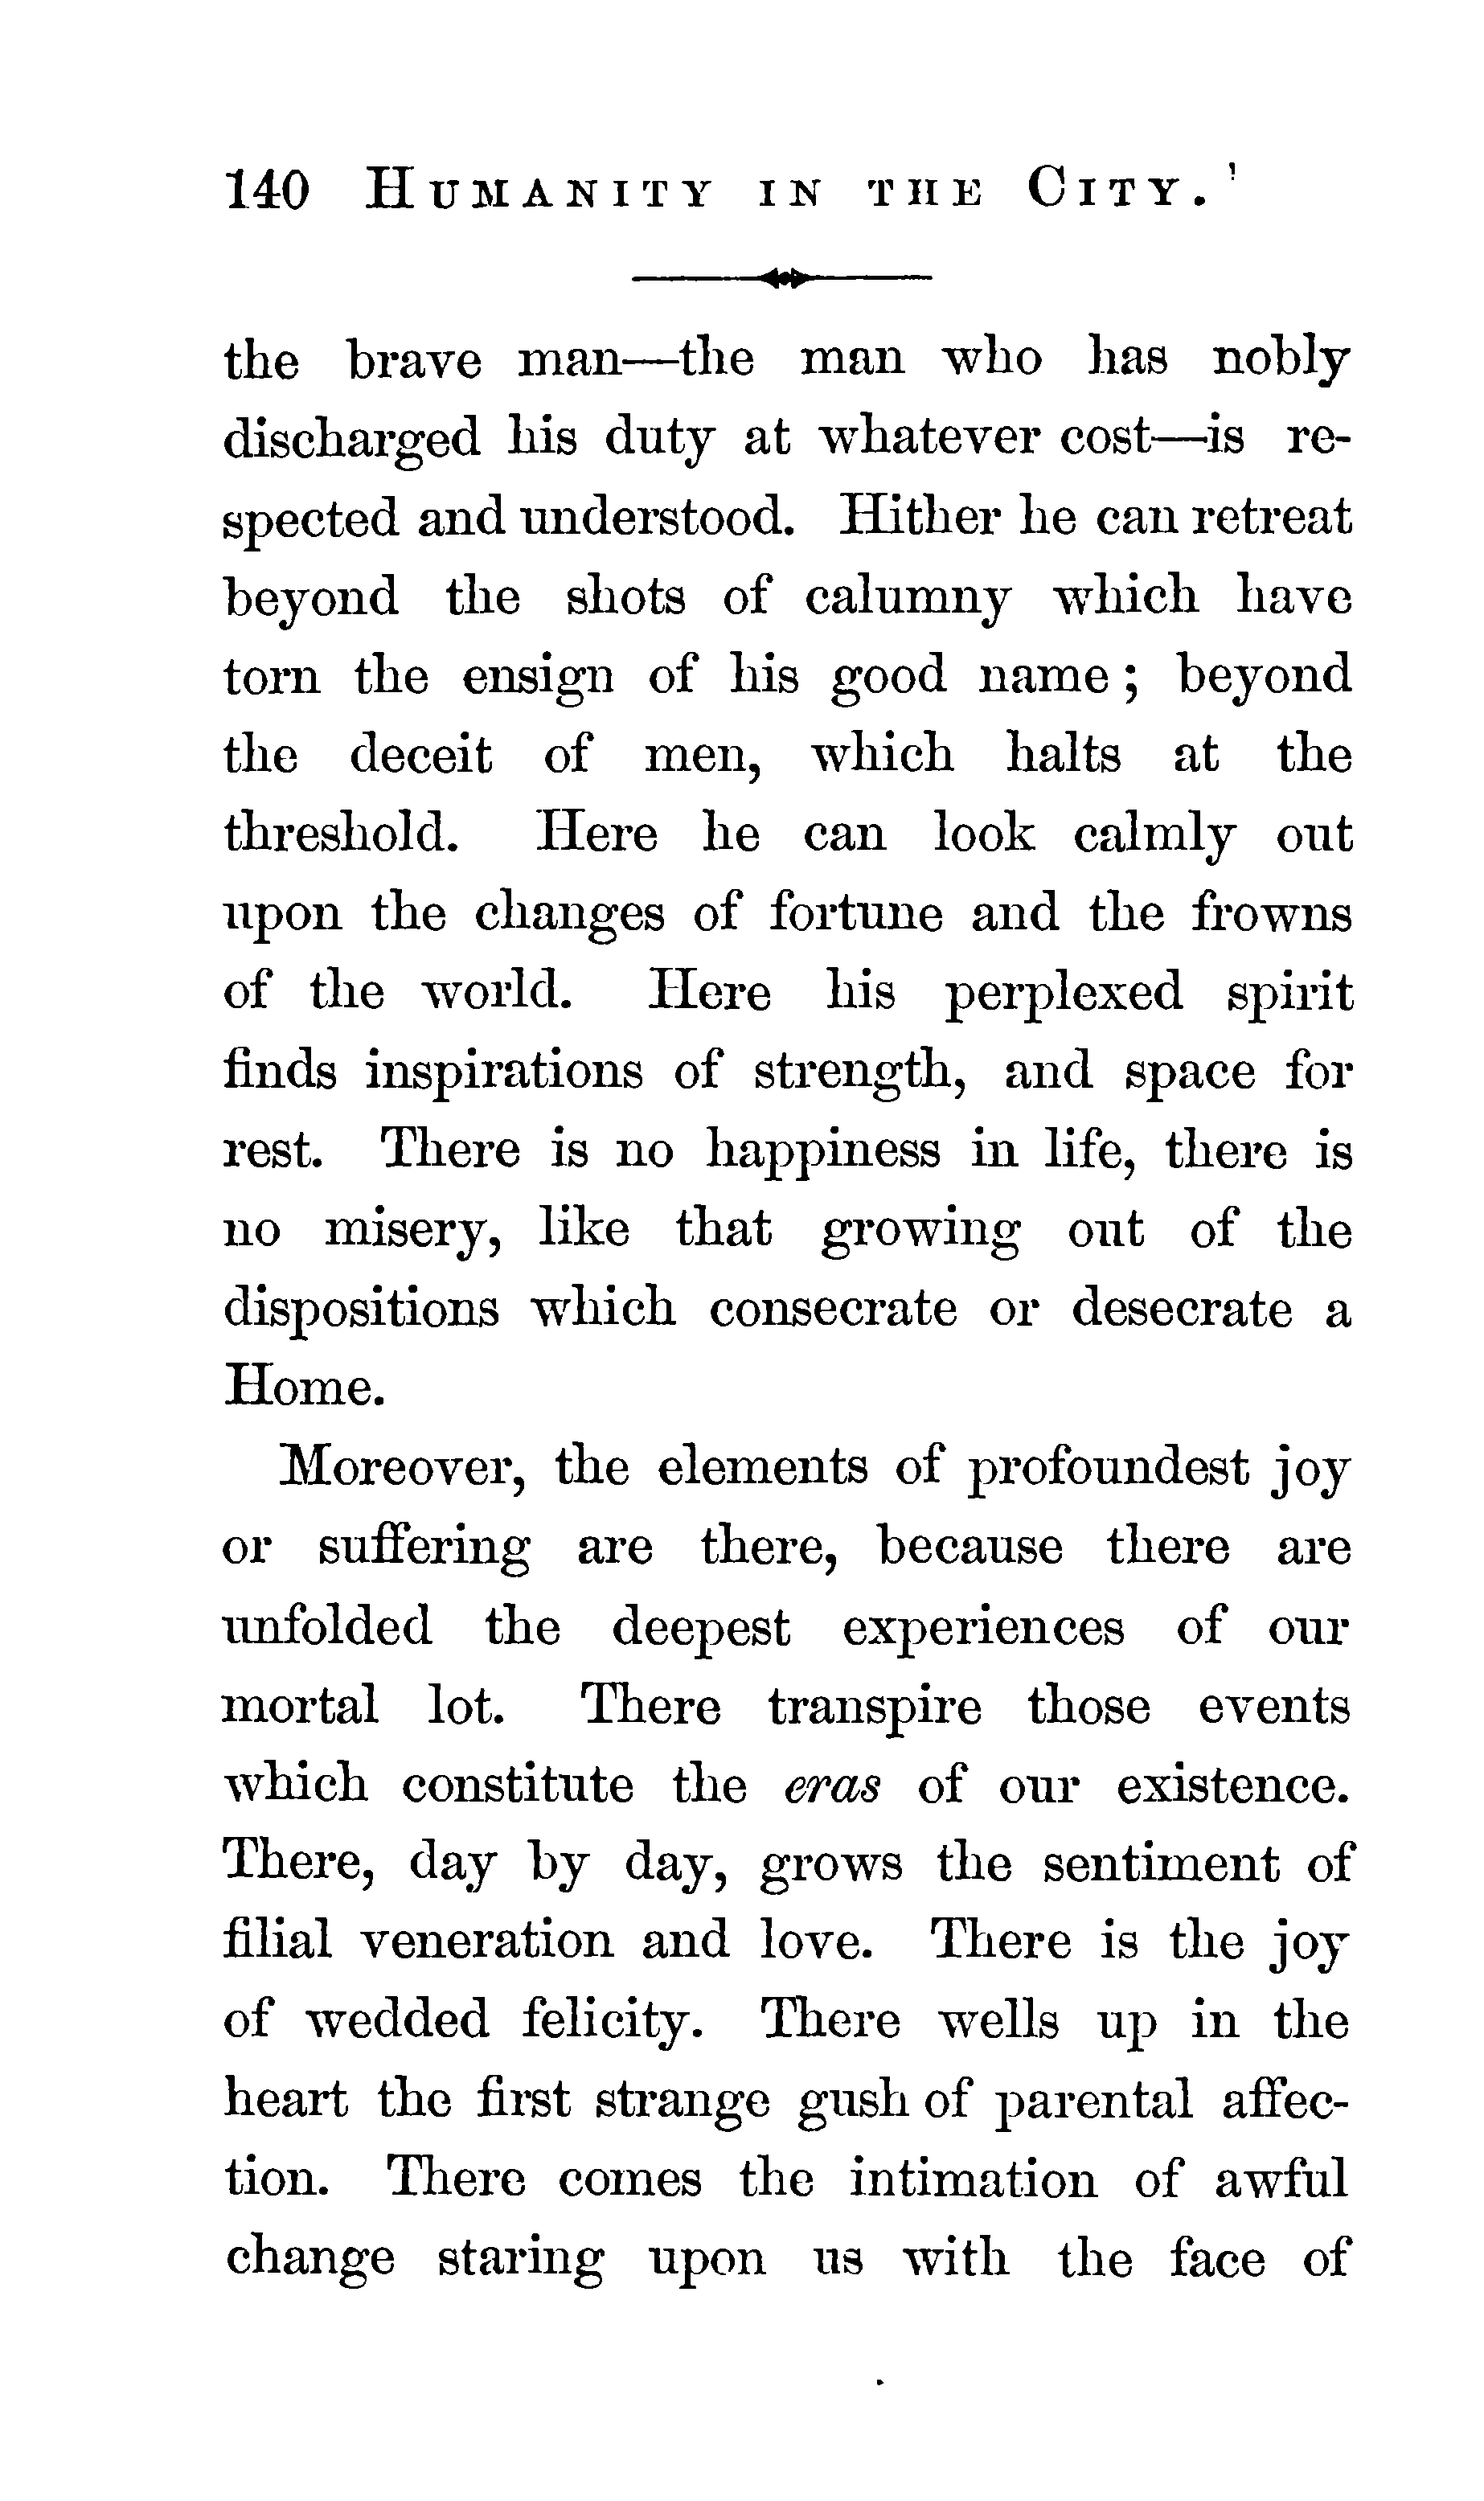 140 HUMANITY IN THE CITY.'
the brave man—the man who has nobly
discharged his duty at whatever cost—is re-
spected and understood. Hither he can retreat
beyond the shots of calumny which have
torn the ensign of his good name; beyond
the deceit of men, which halts at the
threshold. Here he can look calmly out
upon the changes of fortune and the frowns
of the world. Here his perplexed spirit
finds inspirations of strength, and space for
rest. There is no happiness in life, there is
no misery, like that growing out of the
dispositions which consecrate or desecrate a
Home.
Moreover, the elements of profoundest joy
or suffering are there, because there are
unfolded the deepest experiences of our
mortal lot. There transpire those events
which constitute the eras of our existence.
There, day by day, grows the sentiment of
filial veneration and love. There is the joy
of wedded felicity. There wells up in the
heart the first strange gush of parental affec-
tion. There comes the intimation of awful
change staring upon us with the face of